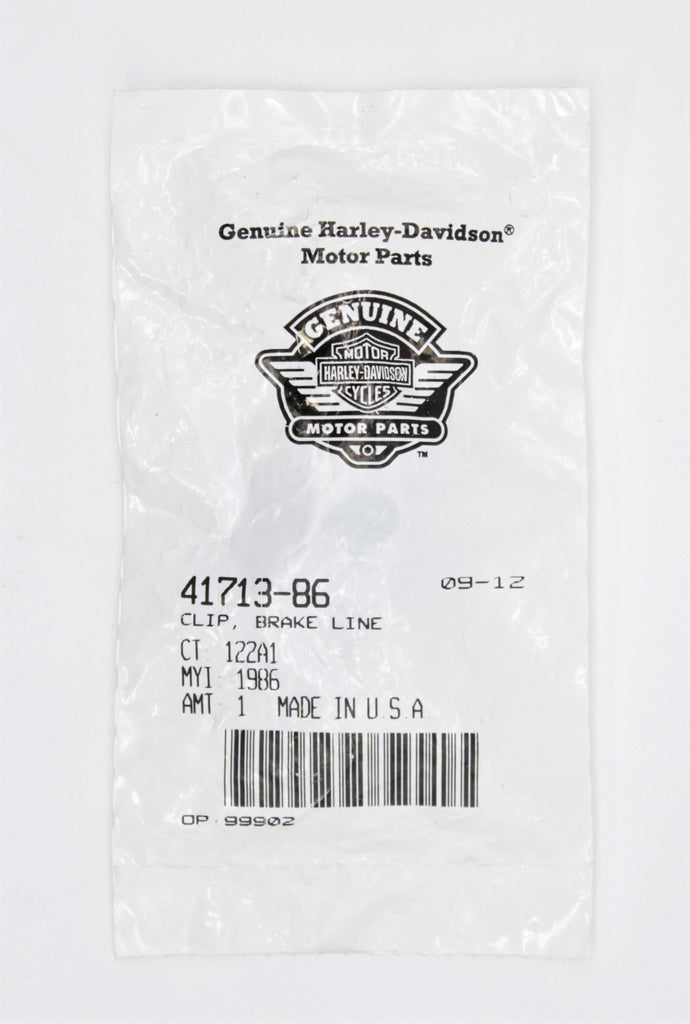 Genuine Harley-Davidson®
Motor Parts
GENUINE
MOTOR
HARLEY-DAVIDSON
CYCLES
MOTOR PARTS
TM
41713-86 09-12
CLIP, BRAKE LINE
CT 122A1
MYI 1986
AMT 1 MADE IN U.S.A
OP: 99902